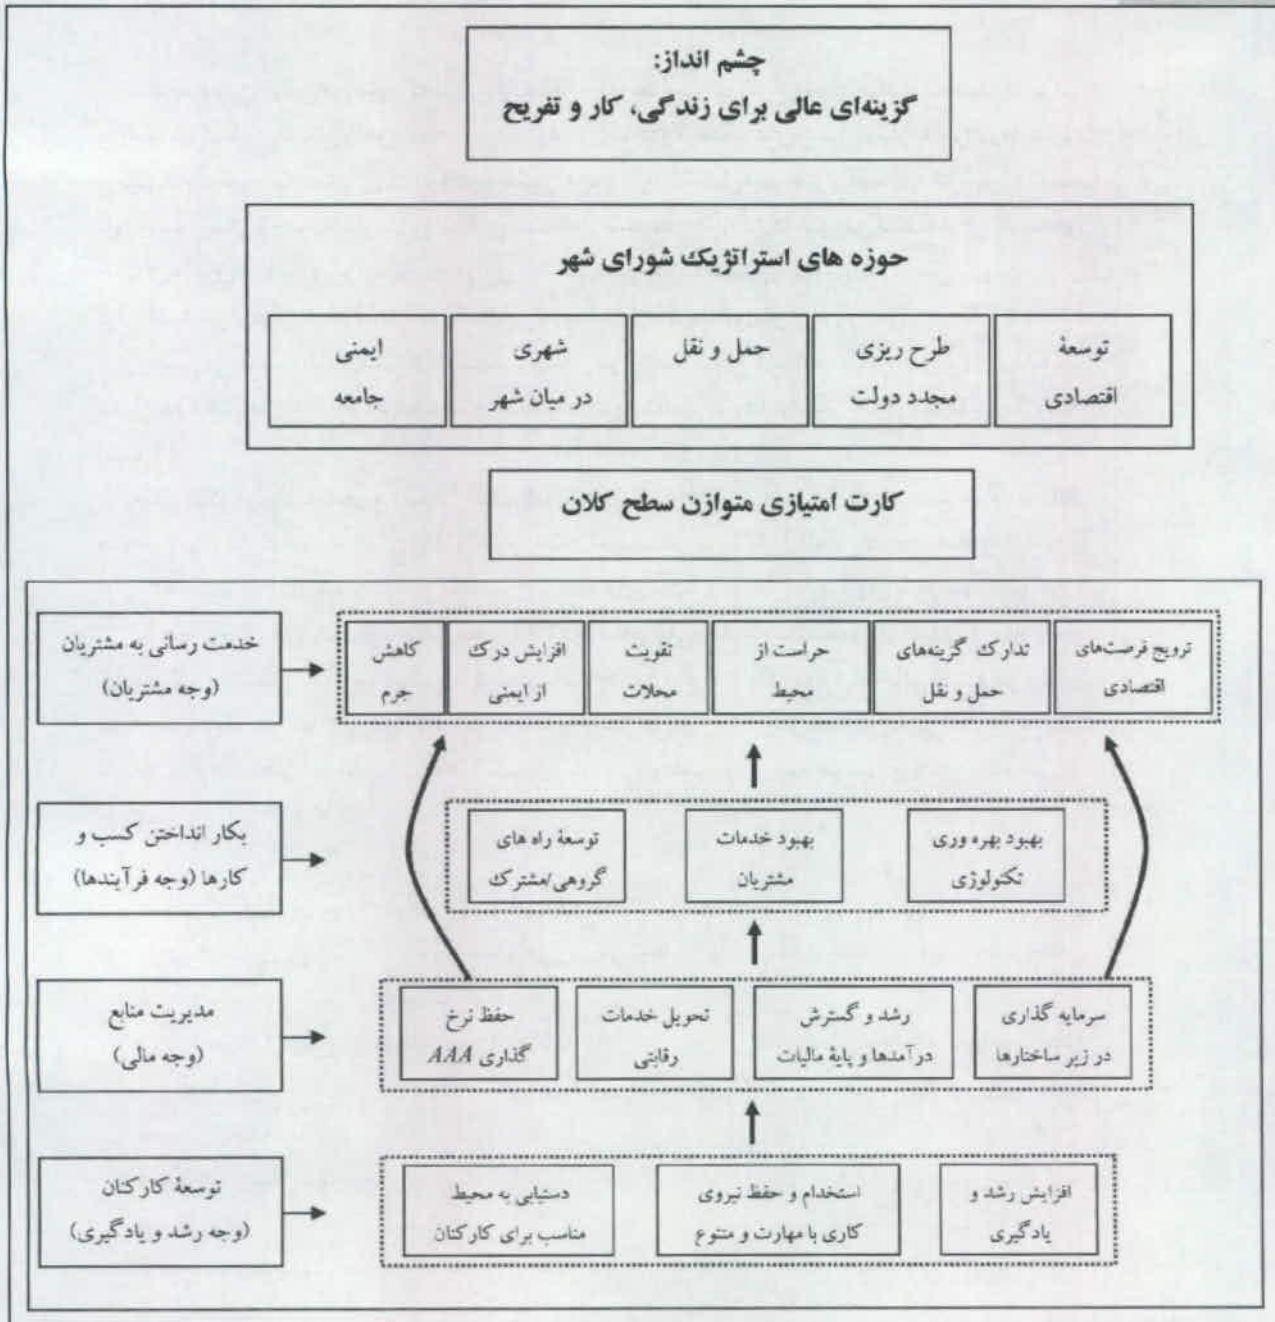 چشم انداز:
گزینه‌ای عالی برای زندگی، کار و تفریح
حوزه های استراتژیک شورای شهر
توسعهٔ
اقتصادی
طرح ریزی
مجدد دولت
حمل و نقل
شهری
در میان شهر
ایمنی
جامعه
کارت امتیازی متوازن سطح کلان
خدمت رسانی به مشتریان
(وجه مشتریان)
ترویج فرصت‌های
اقتصادی
تدارک گزینه‌های
حمل و نقل
حراست از
محیط
تقویت
محلات
افزایش درک
از ایمنی
کاهش
جرم
بکار انداختن کسب و
کارها (وجه فرآیندها)
بهبود بهره وری
تکنولوژی
بهبود خدمات
مشتریان
توسعهٔ راه های
گروهی/مشترک
مدیریت منابع
(وجه مالی)
سرمایه گذاری
در زیر ساختارها
رشد و گسترش
درآمدها و پایهٔ مالیات
تحویل خدمات
رقابتی
حفظ نرخ
گذاری AAA
توسعهٔ کارکنان
(وجه رشد و یادگیری)
افزایش رشد و
یادگیری
استخدام و حفظ نیروی
کاری با مهارت و متنوع
دستیابی به محیط
مناسب برای کارکنان